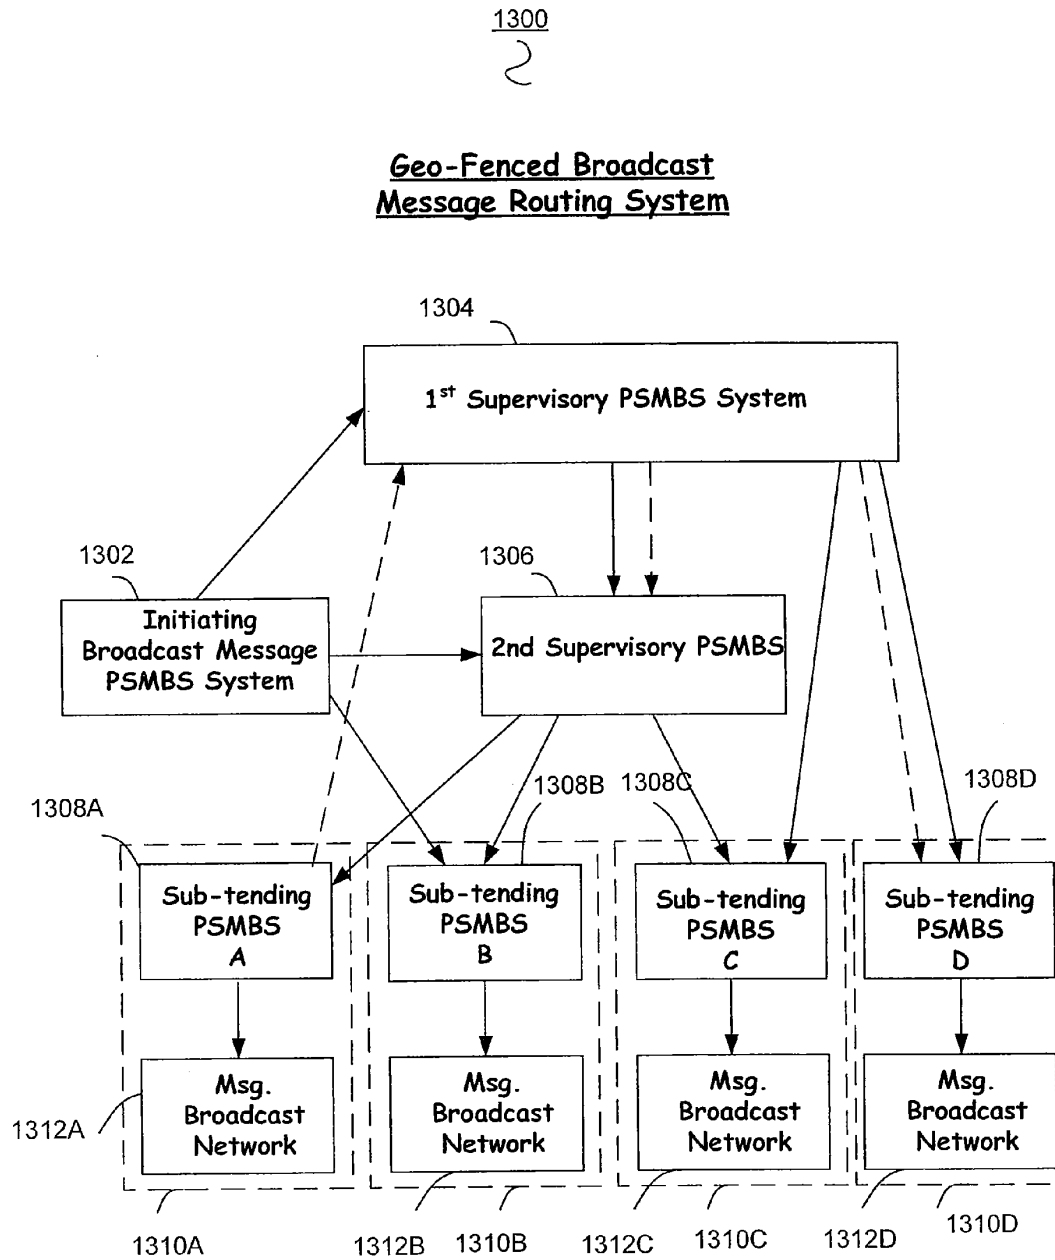 1300
Geo-Fenced Broadcast
Message Routing System
1304
1st Supervisory PSMBS System
1302
1306
Initiating
Broadcast Message
PSMBS System
2nd Supervisory PSMBS
1308A
1308B
1308C
1308D
Sub-tending
PSMBS
A
Sub-tending
PSMBS
B
Sub-tending
PSMBS
C
Sub-tending
PSMBS
D
Msg.
Broadcast
Network
Msg.
Broadcast
Network
Msg.
Broadcast
Network
Msg.
Broadcast
Network
1312A
1310A
1312B
1310B
1312C
1310C
1312D
1310D